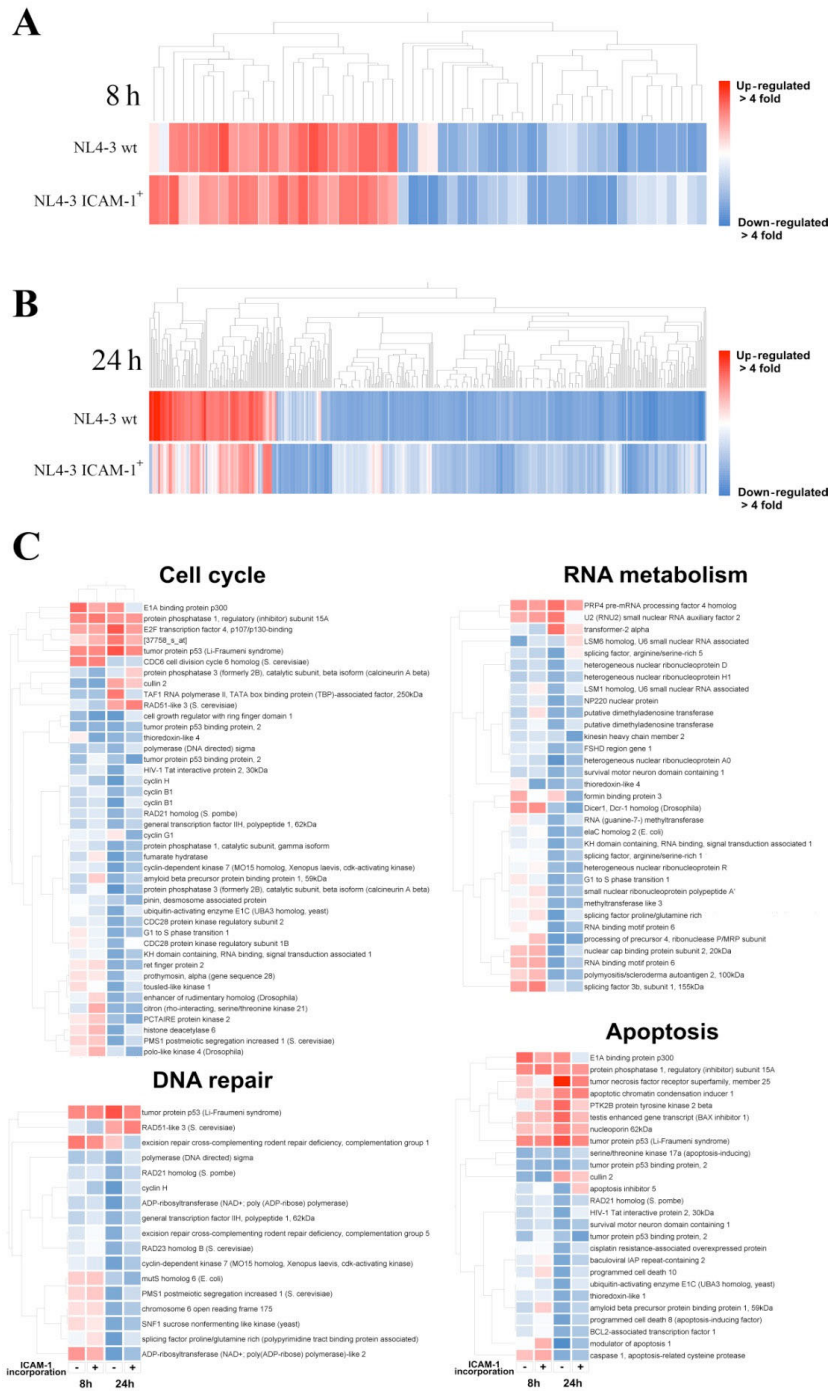 A
8 h
NL4-3 wt
NL4-3 ICAM-1+
Up-regulated
> 4 fold
Down-regulated
> 4 fold
B
24 h
NL4-3 wt
NL4-3 ICAM-1+
Up-regulated
> 4 fold
Down-regulated
> 4 fold
C
Cell cycle
E1A binding protein p300
protein phosphatase 1, regulatory (inhibitor) subunit 15A
E2F transcription factor 4, p107/p130-binding
[37758_s_at]
tumor protein p53 (Li-Fraumeni syndrome)
CDC6 cell division cycle 6 homolog (S. cerevisiae)
protein phosphatase 3 (formerly 2B), catalytic subunit, beta isoform (calcineurin A beta)
cullin 2
TAF1 RNA polymerase II, TATA box binding protein (TBP)-associated factor, 250kDa
RAD51-like 3 (S. cerevisiae)
cell growth regulator with ring finger domain 1
tumor protein p53 binding protein, 2
thioredoxin-like 4
polymerase (DNA directed) sigma
tumor protein p53 binding protein, 2
HIV-1 Tat interactive protein 2, 30kDa
cyclin H
cyclin B1
cyclin B1
RAD21 homolog (S. pombe)
general transcription factor IIH, polypeptide 1, 62kDa
cyclin G1
protein phosphatase 1, catalytic subunit, gamma isoform
fumarate hydratase
cyclin-dependent kinase 7 (MO15 homolog, Xenopus laevis, cdk-activating kinase)
amyloid beta precursor protein binding protein 1, 59kDa
protein phosphatase 3 (formerly 2B), catalytic subunit, beta isoform (calcineurin A beta)
pinin, desmosome associated protein
ubiquitin-activating enzyme E1C (UBA3 homolog, yeast)
CDC28 protein kinase regulatory subunit 2
G1 to S phase transition 1
CDC28 protein kinase regulatory subunit 1B
KH domain containing, RNA binding, signal transduction associated 1
ret finger protein 2
prothymosin, alpha (gene sequence 28)
tousled-like kinase 1
enhancer of rudimentary homolog (Drosophila)
citron (rho-interacting, serine/threonine kinase 21)
PCTAIRE protein kinase 2
histone deacetylase 6
PMS1 postmeiotic segregation increased 1 (S. cerevisiae)
polo-like kinase 4 (Drosophila)
DNA repair
tumor protein p53 (Li-Fraumeni syndrome)
RAD51-like 3 (S. cerevisiae)
excision repair cross-complementing rodent repair deficiency, complementation group 1
polymerase (DNA directed) sigma
RAD21 homolog (S. pombe)
cyclin H
ADP-ribosyltransferase (NAD+; poly (ADP-ribose) polymerase)
general transcription factor IIH, polypeptide 1, 62kDa
excision repair cross-complementing rodent repair deficiency, complementation group 5
RAD23 homolog B (S. cerevisiae)
cyclin-dependent kinase 7 (MO15 homolog, Xenopus laevis, cdk-activating kinase)
mutS homolog 6 (E. coli)
PMS1 postmeiotic segregation increased 1 (S. cerevisiae)
chromosome 6 open reading frame 175
SNF1 sucrose nonfermenting like kinase (yeast)
splicing factor proline/glutamine rich (polypyrimidine tract binding protein associated)
ADP-ribosyltransferase (NAD+; poly(ADP-ribose) polymerase)-like 2
ICAM-1 incorporation
- + - +
8h 24h
RNA metabolism
PRP4 pre-mRNA processing factor 4 homolog
U2 (RNU2) small nuclear RNA auxiliary factor 2
transformer-2 alpha
LSM6 homolog, U6 small nuclear RNA associated
splicing factor, arginine/serine-rich 5
heterogeneous nuclear ribonucleoprotein D
heterogeneous nuclear ribonucleoprotein H1
LSM1 homolog, U6 small nuclear RNA associated
NP220 nuclear protein
putative dimethyladenosine transferase
putative dimethyladenosine transferase
kinesin heavy chain member 2
FSHD region gene 1
heterogeneous nuclear ribonucleoprotein A0
survival motor neuron domain containing 1
thioredoxin-like 4
formin binding protein 3
Dicer1, Dcr-1 homolog (Drosophila)
RNA (guanine-7-) methyltransferase
elaC homolog 2 (E. coli)
KH domain containing, RNA binding, signal transduction associated 1
splicing factor, arginine/serine-rich 1
heterogeneous nuclear ribonucleoprotein R
G1 to S phase transition 1
small nuclear ribonucleoprotein polypeptide A'
methyltransferase like 3
splicing factor proline/glutamine rich
RNA binding motif protein 6
processing of precursor 4, ribonuclease P/MRP subunit
nuclear cap binding protein subunit 2, 20kDa
RNA binding motif protein 6
polymyositis/scleroderma autoantigen 2, 100kDa
splicing factor 3b, subunit 1, 155kDa
Apoptosis
E1A binding protein p300
protein phosphatase 1, regulatory (inhibitor) subunit 15A
tumor necrosis factor receptor superfamily, member 25
apoptotic chromatin condensation inducer 1
PTK2B protein tyrosine kinase 2 beta
testis enhanced gene transcript (BAX inhibitor 1)
nucleoporin 62kDa
tumor protein p53 (Li-Fraumeni syndrome)
serine/threonine kinase 17a (apoptosis-inducing)
tumor protein p53 binding protein, 2
cullin 2
apoptosis inhibitor 5
RAD21 homolog (S. pombe)
HIV-1 Tat interactive protein 2, 30kDa
survival motor neuron domain containing 1
tumor protein p53 binding protein, 2
cisplatin resistance-associated overexpressed protein
baculoviral IAP repeat-containing 2
programmed cell death 10
ubiquitin-activating enzyme E1C (UBA3 homolog, yeast)
thioredoxin-like 1
amyloid beta precursor protein binding protein 1, 59kDa
programmed cell death 8 (apoptosis-inducing factor)
BCL2-associated transcription factor 1
modulator of apoptosis 1
caspase 1, apoptosis-related cysteine protease
ICAM-1 incorporation
- + - +
8h 24h